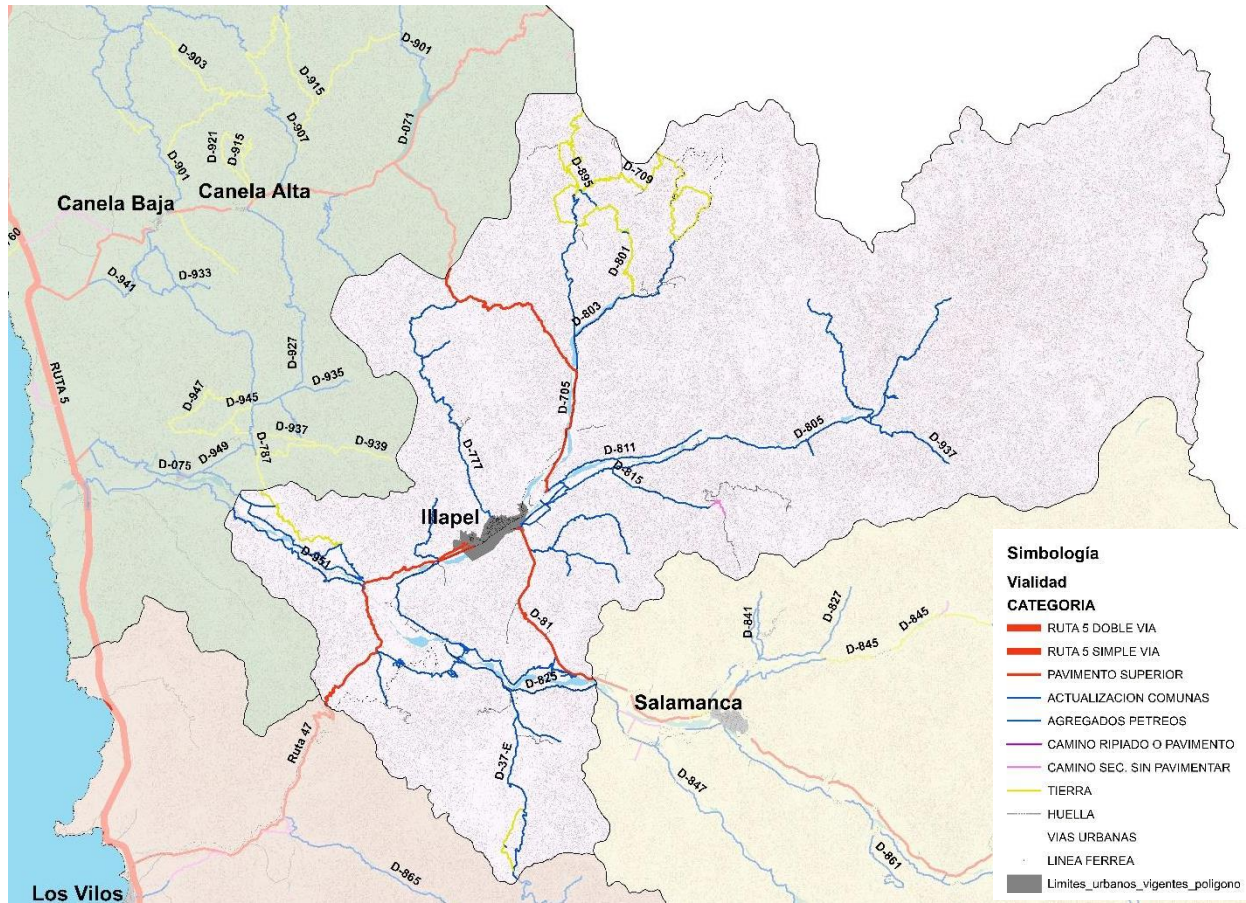 D-901
D-903
D-915
D-071
D-907
D-921
D-915
D-901
Canela Alta
Canela Baja
D-895
D-709
D-801
D-933
D-941
D-803
D-927
RUTA 5
D-935
D-947
D-945
D-705
D-937
D-939
D-787
D-949
D-075
D-777
D-811
D-805
D-815
D-937
Illapel
D-951
D-81
D-825
D-841
D-827
D-845
D-845
Salamanca
Ruta 47
D-37-E
D-847
D-865
D-861
Los Vilos
Simbología
Vialidad
CATEGORIA
RUTA 5 DOBLE VIA
RUTA 5 SIMPLE VIA
PAVIMENTO SUPERIOR
ACTUALIZACION COMUNAS
AGREGADOS PETREOS
CAMINO RIPIADO O PAVIMENTO
CAMINO SEC. SIN PAVIMENTAR
TIERRA
HUELLA
VIAS URBANAS
LINEA FERREA
Limites_urbanos_vigentes_poligono